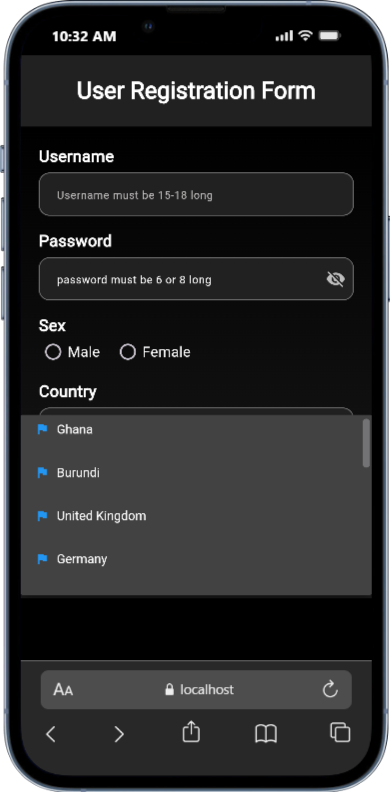 10:32 AM
User Registration Form
Username
Username must be 15-18 long
Password
password must be 6 or 8 long
Sex
Male Female
Country
Ghana
Burundi
United Kingdom
Germany
AA localhost